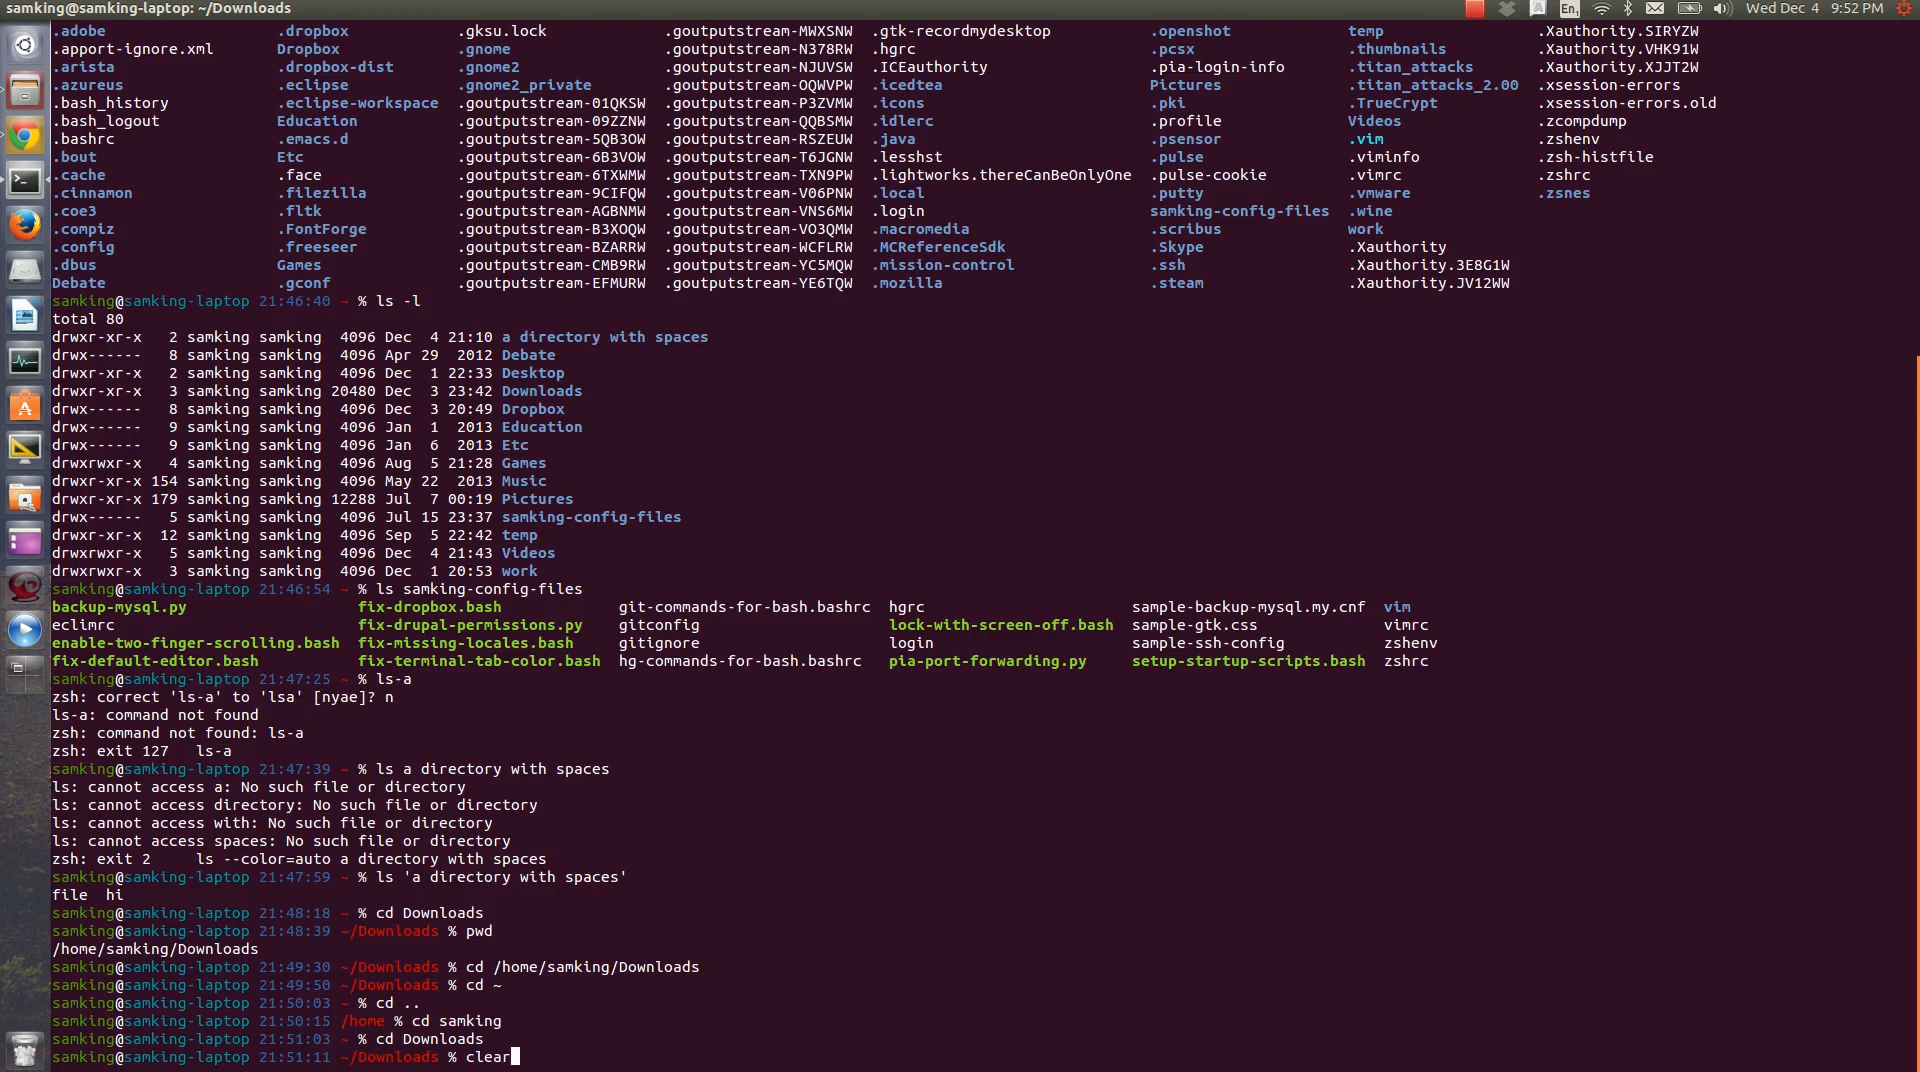 samking@samking-laptop: ~/Downloads En1 Wed Dec 4 9:52 PM
.adobe .dropbox .gksu.lock .goutputstream-MWXSNW .gtk-recordmydesktop .openshot temp .Xauthority.SIRYZW
.apport-ignore.xml Dropbox .gnome .goutputstream-N378RW .hgrc .pcsx .thumbnails .Xauthority.VHK91W
.arista .dropbox-dist .gnome2 .goutputstream-NJUVSW .ICEauthority .pia-login-info .titan_attacks .Xauthority.XJJT2W
.azureus .eclipse .gnome2_private .goutputstream-OQWVPW .icedtea Pictures .titan_attacks_2.00 .xsession-errors
.bash_history .eclipse-workspace .goutputstream-01QKSW .goutputstream-P3ZVMW .icons .pki .TrueCrypt .xsession-errors.old
.bash_logout Education .goutputstream-09ZZNW .goutputstream-QQBSMW .idlerc .profile Videos .zcompdump
.bashrc .emacs.d .goutputstream-5QB3OW .goutputstream-RSZEUW .java .psensor .vim .zshenv
.bout Etc .goutputstream-6B3VOW .goutputstream-T6JGNW .lesshst .pulse .viminfo .zsh-histfile
.cache .face .goutputstream-6TXWMW .goutputstream-TXN9PW .lightworks.thereCanBeOnlyOne .pulse-cookie .vimrc .zshrc
.cinnamon .filezilla .goutputstream-9CIFQW .goutputstream-V06PNW .local .putty .vmware .zsnes
.coe3 .fltk .goutputstream-AGBNMW .goutputstream-VNS6MW .login samking-config-files .wine
.compiz .FontForge .goutputstream-B3XOQW .goutputstream-VO3QMW .macromedia .scribus work
.config .freeseer .goutputstream-BZARRW .goutputstream-WCFLRW .MCReferenceSdk .Skype .Xauthority
.dbus Games .goutputstream-CMB9RW .goutputstream-YC5MQW .mission-control .ssh .Xauthority.3E8G1W
Debate .gconf .goutputstream-EFMURW .goutputstream-YE6TQW .mozilla .steam .Xauthority.JV12WW
samking@samking-laptop 21:46:40 ~ % ls -l
total 80
drwxr-xr-x 2 samking samking 4096 Dec 4 21:10 a directory with spaces
drwx------ 8 samking samking 4096 Apr 29 2012 Debate
drwxr-xr-x 2 samking samking 4096 Dec 1 22:33 Desktop
drwxr-xr-x 3 samking samking 20480 Dec 3 23:42 Downloads
drwx------ 8 samking samking 4096 Dec 3 20:49 Dropbox
drwx------ 9 samking samking 4096 Jan 1 2013 Education
drwx------ 9 samking samking 4096 Jan 6 2013 Etc
drwxrwxr-x 4 samking samking 4096 Aug 5 21:28 Games
drwxr-xr-x 154 samking samking 4096 May 22 2013 Music
drwxr-xr-x 179 samking samking 12288 Jul 7 00:19 Pictures
drwx------ 5 samking samking 4096 Jul 15 23:37 samking-config-files
drwxr-xr-x 12 samking samking 4096 Sep 5 22:42 temp
drwxrwxr-x 5 samking samking 4096 Dec 4 21:43 Videos
drwxrwxr-x 3 samking samking 4096 Dec 1 20:53 work
samking@samking-laptop 21:46:54 ~ % ls samking-config-files
backup-mysql.py fix-dropbox.bash git-commands-for-bash.bashrc hgrc sample-backup-mysql.my.cnf vim
eclimrc fix-drupal-permissions.py gitconfig lock-with-screen-off.bash sample-gtk.css vimrc
enable-two-finger-scrolling.bash fix-missing-locales.bash gitignore login sample-ssh-config zshenv
fix-default-editor.bash fix-terminal-tab-color.bash hg-commands-for-bash.bashrc pia-port-forwarding.py setup-startup-scripts.bash zshrc
samking@samking-laptop 21:47:25 ~ % ls-a
zsh: correct 'ls-a' to 'lsa' [nyae]? n
ls-a: command not found
zsh: command not found: ls-a
zsh: exit 127 ls-a
samking@samking-laptop 21:47:39 ~ % ls a directory with spaces
ls: cannot access a: No such file or directory
ls: cannot access directory: No such file or directory
ls: cannot access with: No such file or directory
ls: cannot access spaces: No such file or directory
zsh: exit 2 ls --color=auto a directory with spaces
samking@samking-laptop 21:47:59 ~ % ls 'a directory with spaces'
file hi
samking@samking-laptop 21:48:18 ~ % cd Downloads
samking@samking-laptop 21:48:39 ~/Downloads % pwd
/home/samking/Downloads
samking@samking-laptop 21:49:30 ~/Downloads % cd /home/samking/Downloads
samking@samking-laptop 21:49:50 ~/Downloads % cd ~
samking@samking-laptop 21:50:03 ~ % cd ..
samking@samking-laptop 21:50:15 /home % cd samking
samking@samking-laptop 21:51:03 ~ % cd Downloads
samking@samking-laptop 21:51:11 ~/Downloads % clear